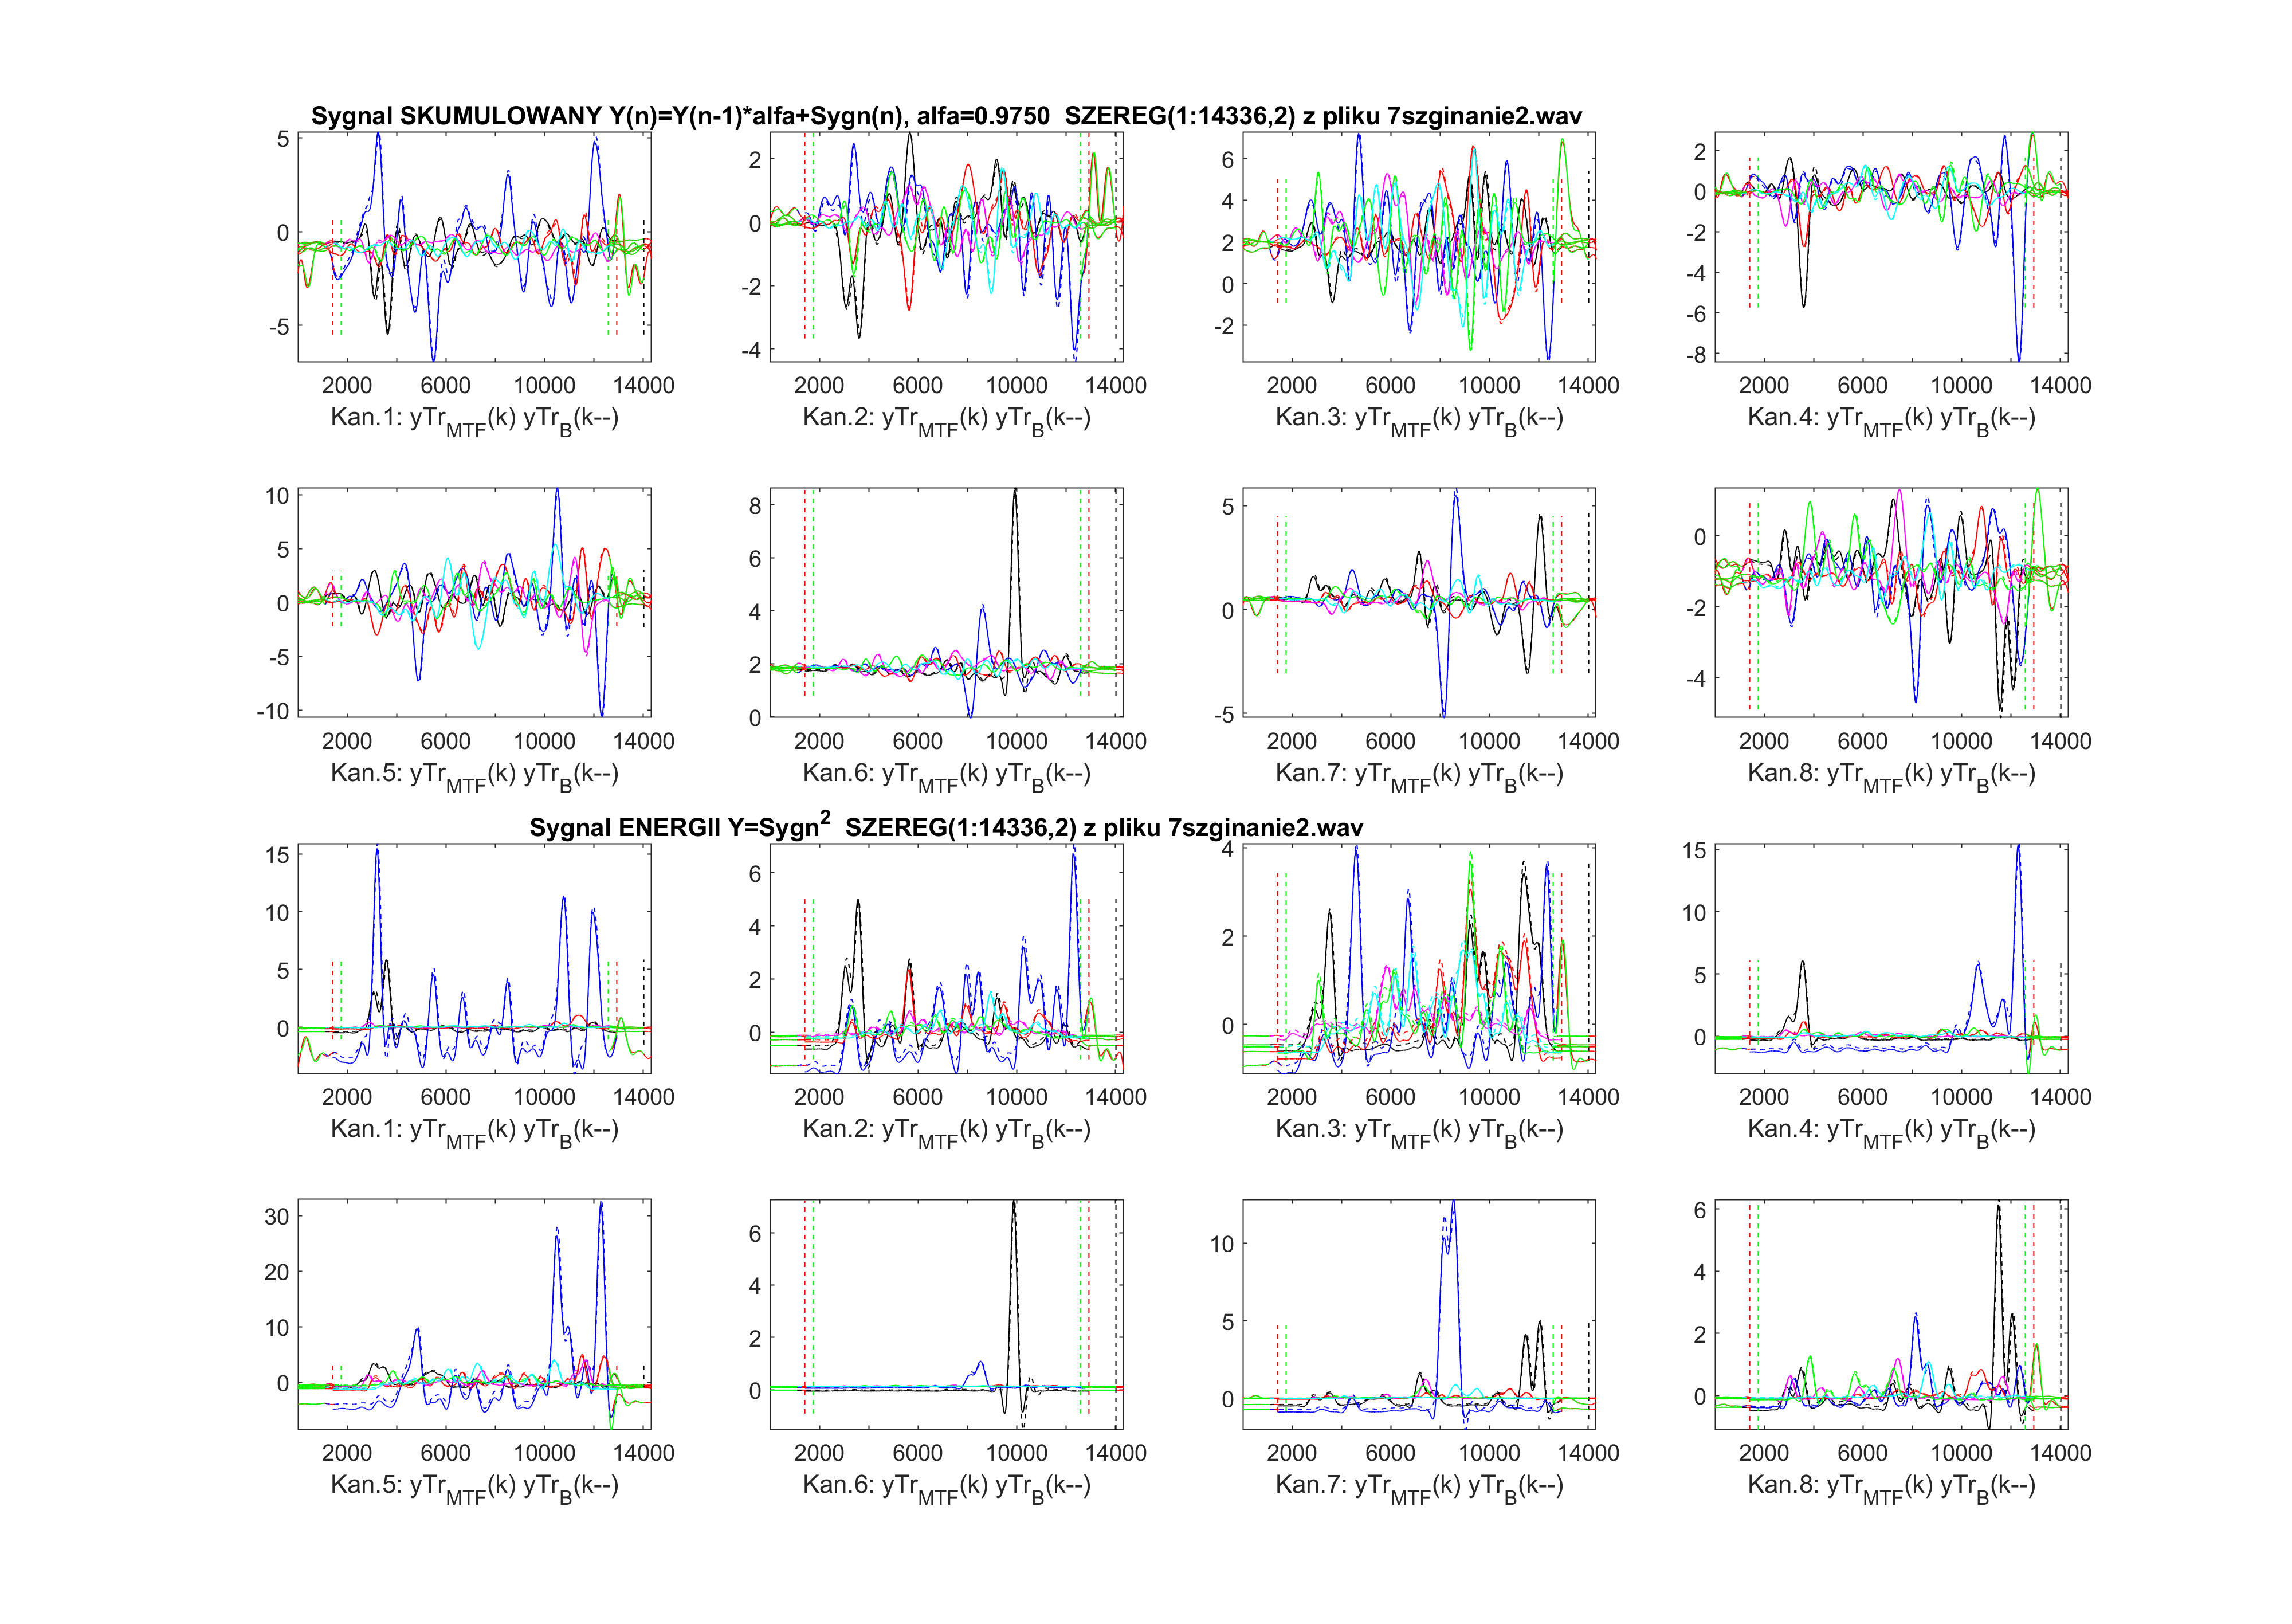 Sygnal SKUMULOWANY Y(n)=Y(n-1)*alfa+Sygn(n), alfa=0.9750 SZEREG(1:14336,2) z pliku 7szginanie2.wav
5 0 -5
2000 6000 10000 14000
Kan.1: yTr_MTF(k) yTr_B(k--)
2 0 -2 -4
2000 6000 10000 14000
Kan.2: yTr_MTF(k) yTr_B(k--)
6 4 2 0 -2
2000 6000 10000 14000
Kan.3: yTr_MTF(k) yTr_B(k--)
2 0 -2 -4 -6 -8
2000 6000 10000 14000
Kan.4: yTr_MTF(k) yTr_B(k--)
10 5 0 -5 -10
2000 6000 10000 14000
Kan.5: yTr_MTF(k) yTr_B(k--)
8 6 4 2 0
2000 6000 10000 14000
Kan.6: yTr_MTF(k) yTr_B(k--)
5 0 -5
2000 6000 10000 14000
Kan.7: yTr_MTF(k) yTr_B(k--)
0 -2 -4
2000 6000 10000 14000
Kan.8: yTr_MTF(k) yTr_B(k--)
Sygnal ENERGII Y=Sygn² SZEREG(1:14336,2) z pliku 7szginanie2.wav
15 10 5 0
2000 6000 10000 14000
Kan.1: yTr_MTF(k) yTr_B(k--)
6 4 2 0
2000 6000 10000 14000
Kan.2: yTr_MTF(k) yTr_B(k--)
4 2 0
2000 6000 10000 14000
Kan.3: yTr_MTF(k) yTr_B(k--)
15 10 5 0
2000 6000 10000 14000
Kan.4: yTr_MTF(k) yTr_B(k--)
30 20 10 0
2000 6000 10000 14000
Kan.5: yTr_MTF(k) yTr_B(k--)
6 4 2 0
2000 6000 10000 14000
Kan.6: yTr_MTF(k) yTr_B(k--)
10 5 0
2000 6000 10000 14000
Kan.7: yTr_MTF(k) yTr_B(k--)
6 4 2 0
2000 6000 10000 14000
Kan.8: yTr_MTF(k) yTr_B(k--)